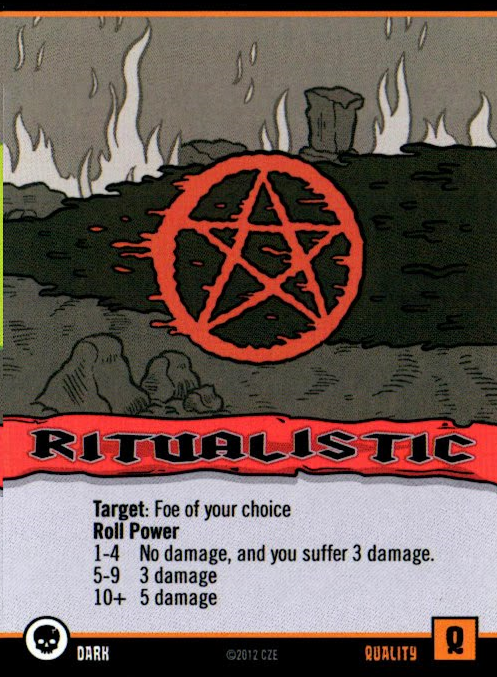 RITUALISTIC
Target: Foe of your choice
Roll Power
1-4 No damage, and you suffer 3 damage.
5-9 3 damage
10+ 5 damage
DARK
©2012 CZE
QUALITY
Q